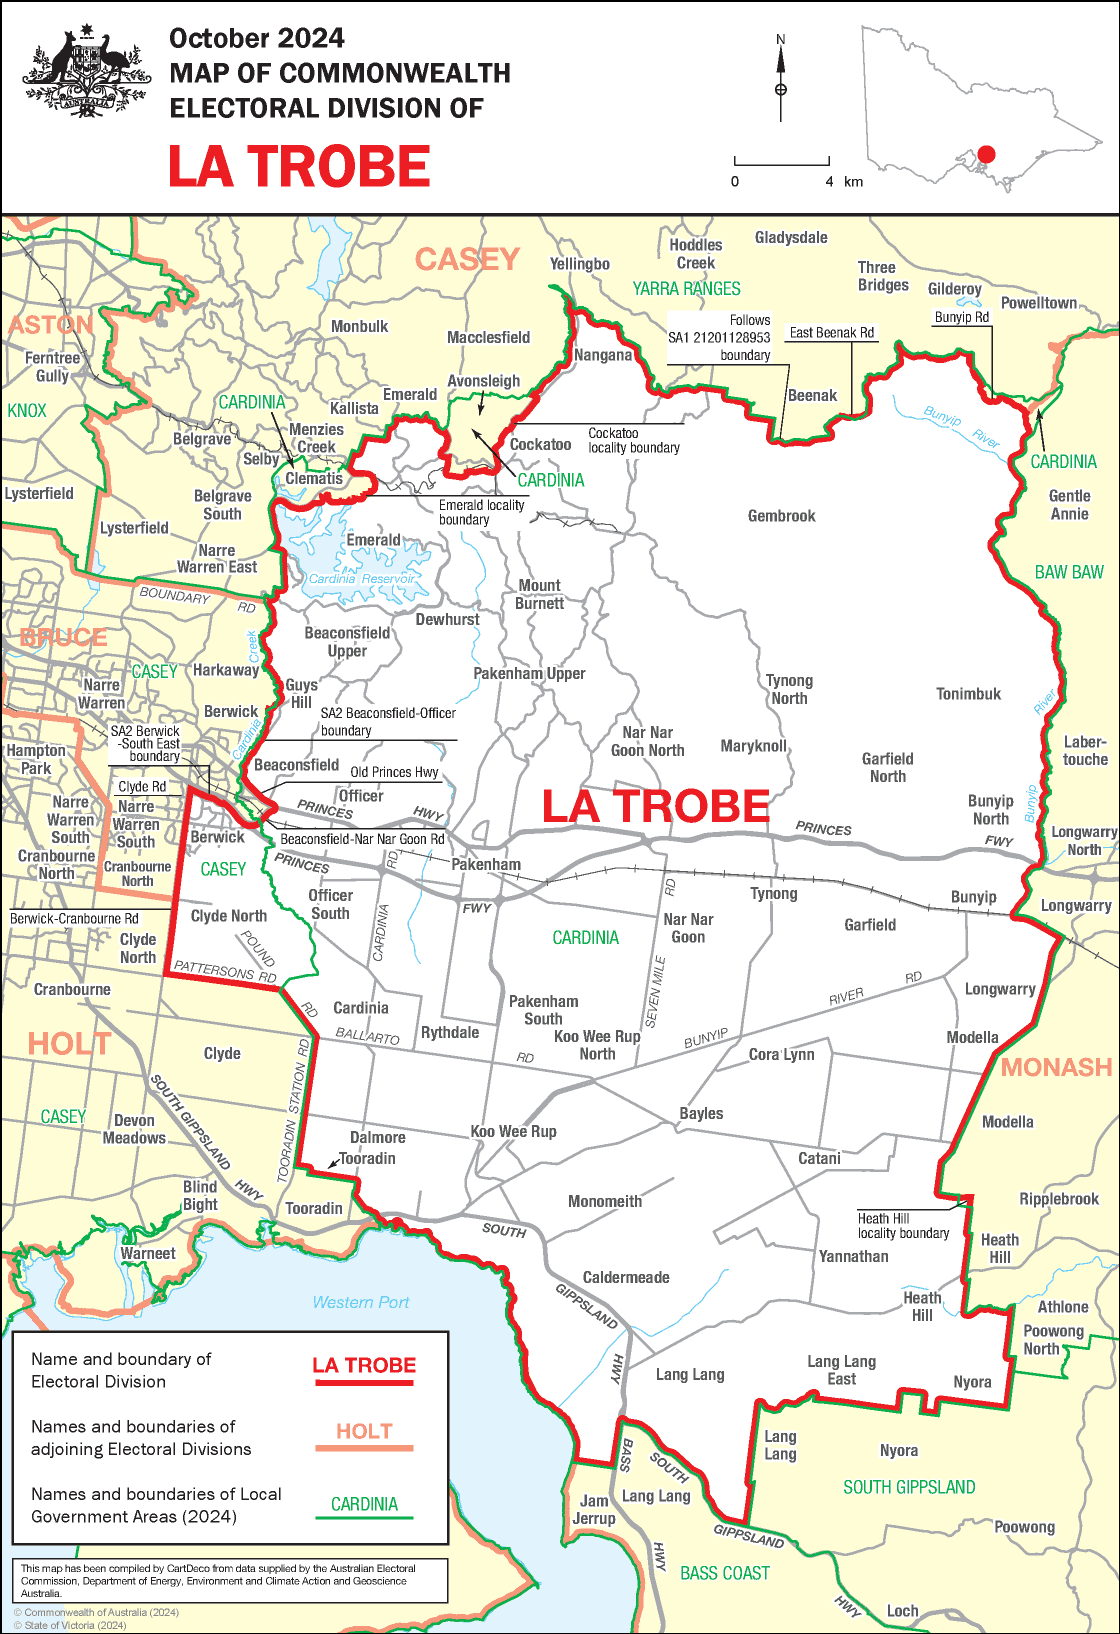 October 2024
MAP OF COMMONWEALTH
ELECTORAL DIVISION OF
LA TROBE
AUSTRALIA
N
0 4 km
CASEY
Yellingbo
Hoddles
Creek
Gladysdale
YARRA RANGES
Three
Bridges
Gilderoy
Powelltown
Bunyip Rd
ASTON
Monbulk
Macclesfield
Follows
SA1 21201128953
boundary
East Beenak Rd
Nangana
Ferntree
Gully
Avonsleigh
Emerald
Beenak
KNOX
CARDINIA
Kallista
Menzies
Creek
Belgrave
Selby
Cockatoo
Cockatoo
locality boundary
Bunyip River
CARDINIA
Clematis
CARDINIA
Lysterfield
Belgrave
South
Emerald locality
boundary
Gentle
Annie
Lysterfield
Gembrook
Emerald
Narre
Warren East
Cardinia Reservoir
BAW BAW
BOUNDARY RD
Mount
Burnett
Dewhurst
BRUCE
Beaconsfield
Upper
Creek
CASEY
Harkaway
Pakenham Upper
Narre
Warren
Guys
Hill
Tynong
North
Tonimbuk
River
Berwick
SA2 Beaconsfield-Officer
boundary
SA2 Berwick
-South East
boundary
Cardinia
Nar Nar
Goon North
Maryknoll
Hampton
Park
Laber-
touche
Beaconsfield
Old Princes Hwy
Garfield
North
Clyde Rd
Officer
Narre
Warren
South
Narre
Warren
South
PRINCES HWY
LA TROBE
Bunyip
North
Bunyip
Berwick
Beaconsfield-Nar Nar Goon Rd
PRINCES FWY
Longwarry
North
Cranbourne
North
Cranbourne
North
CASEY
PRINCES FWY
RD
Pakenham
Officer
South
RD
Tynong
Bunyip
Longwarry
Berwick-Cranbourne Rd
Clyde North
CARDINIA
Nar Nar
Goon
Garfield
CARDINIA
Clyde
North
POUND
PATTERSONS RD
SEVEN MILE
Cranbourne
RD
RIVER RD
Longwarry
Cardinia
Pakenham
South
HOLT
BALLARTO RD
Rythdale
Koo Wee Rup
North
BUNYIP
Modella
Clyde
Cora Lynn
MONASH
SOUTH GIPPSLAND HWY
TOORADIN STATION RD
CASEY
Devon
Meadows
Bayles
Modella
Dalmore
Koo Wee Rup
Tooradin
Catani
Blind
Bight
Tooradin
Monomeith
Ripplebrook
Heath Hill
locality boundary
SOUTH GIPPSLAND HWY
Warneet
Yannathan
Heath
Hill
Caldermeade
Western Port
Heath
Hill
Athlone
Poowong
North
Lang Lang
Lang Lang
East
Nyora
Lang
Lang
Nyora
BASS HWY
SOUTH GIPPSLAND HWY
Lang Lang
SOUTH GIPPSLAND
Jam
Jerrup
Poowong
BASS COAST
Loch
Name and boundary of
Electoral Division
LA TROBE
Names and boundaries of
adjoining Electoral Divisions
HOLT
Names and boundaries of Local
Government Areas (2024)
CARDINIA
This map has been compiled by CartDeco from data supplied by the Australian Electoral
Commission, Department of Energy, Environment and Climate Action and Geoscience
Australia.
© Commonwealth of Australia (2024)
© State of Victoria (2024)